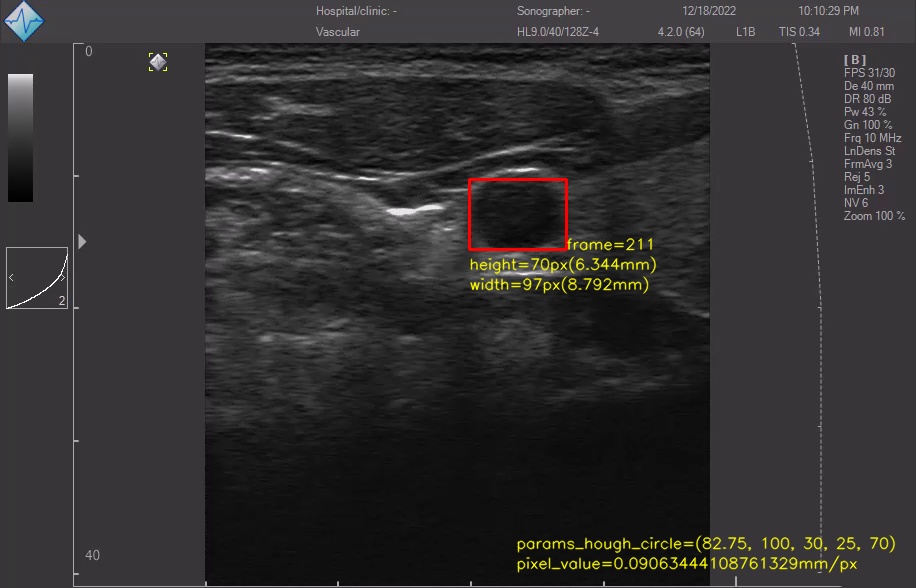 Hospital/clinic: - Sonographer: - 12/18/2022 10:10:29 PM
Vascular HL9.0/40/128Z-4 4.2.0 (64) L1B TIS 0.34 MI 0.81
0
[ B ]
FPS 31/30
De 40 mm
DR 80 dB
Pw 43 %
Gn 100 %
Frq 10 MHz
LnDens St
FrmAvg 3
Rej 5
ImEnh 3
NV 6
Zoom 100 %
frame=211
height=70px(6.344mm)
width=97px(8.792mm)
2
40
params_hough_circle=(82.75, 100, 30, 25, 70)
pixel_value=0.09063444108761329mm/px